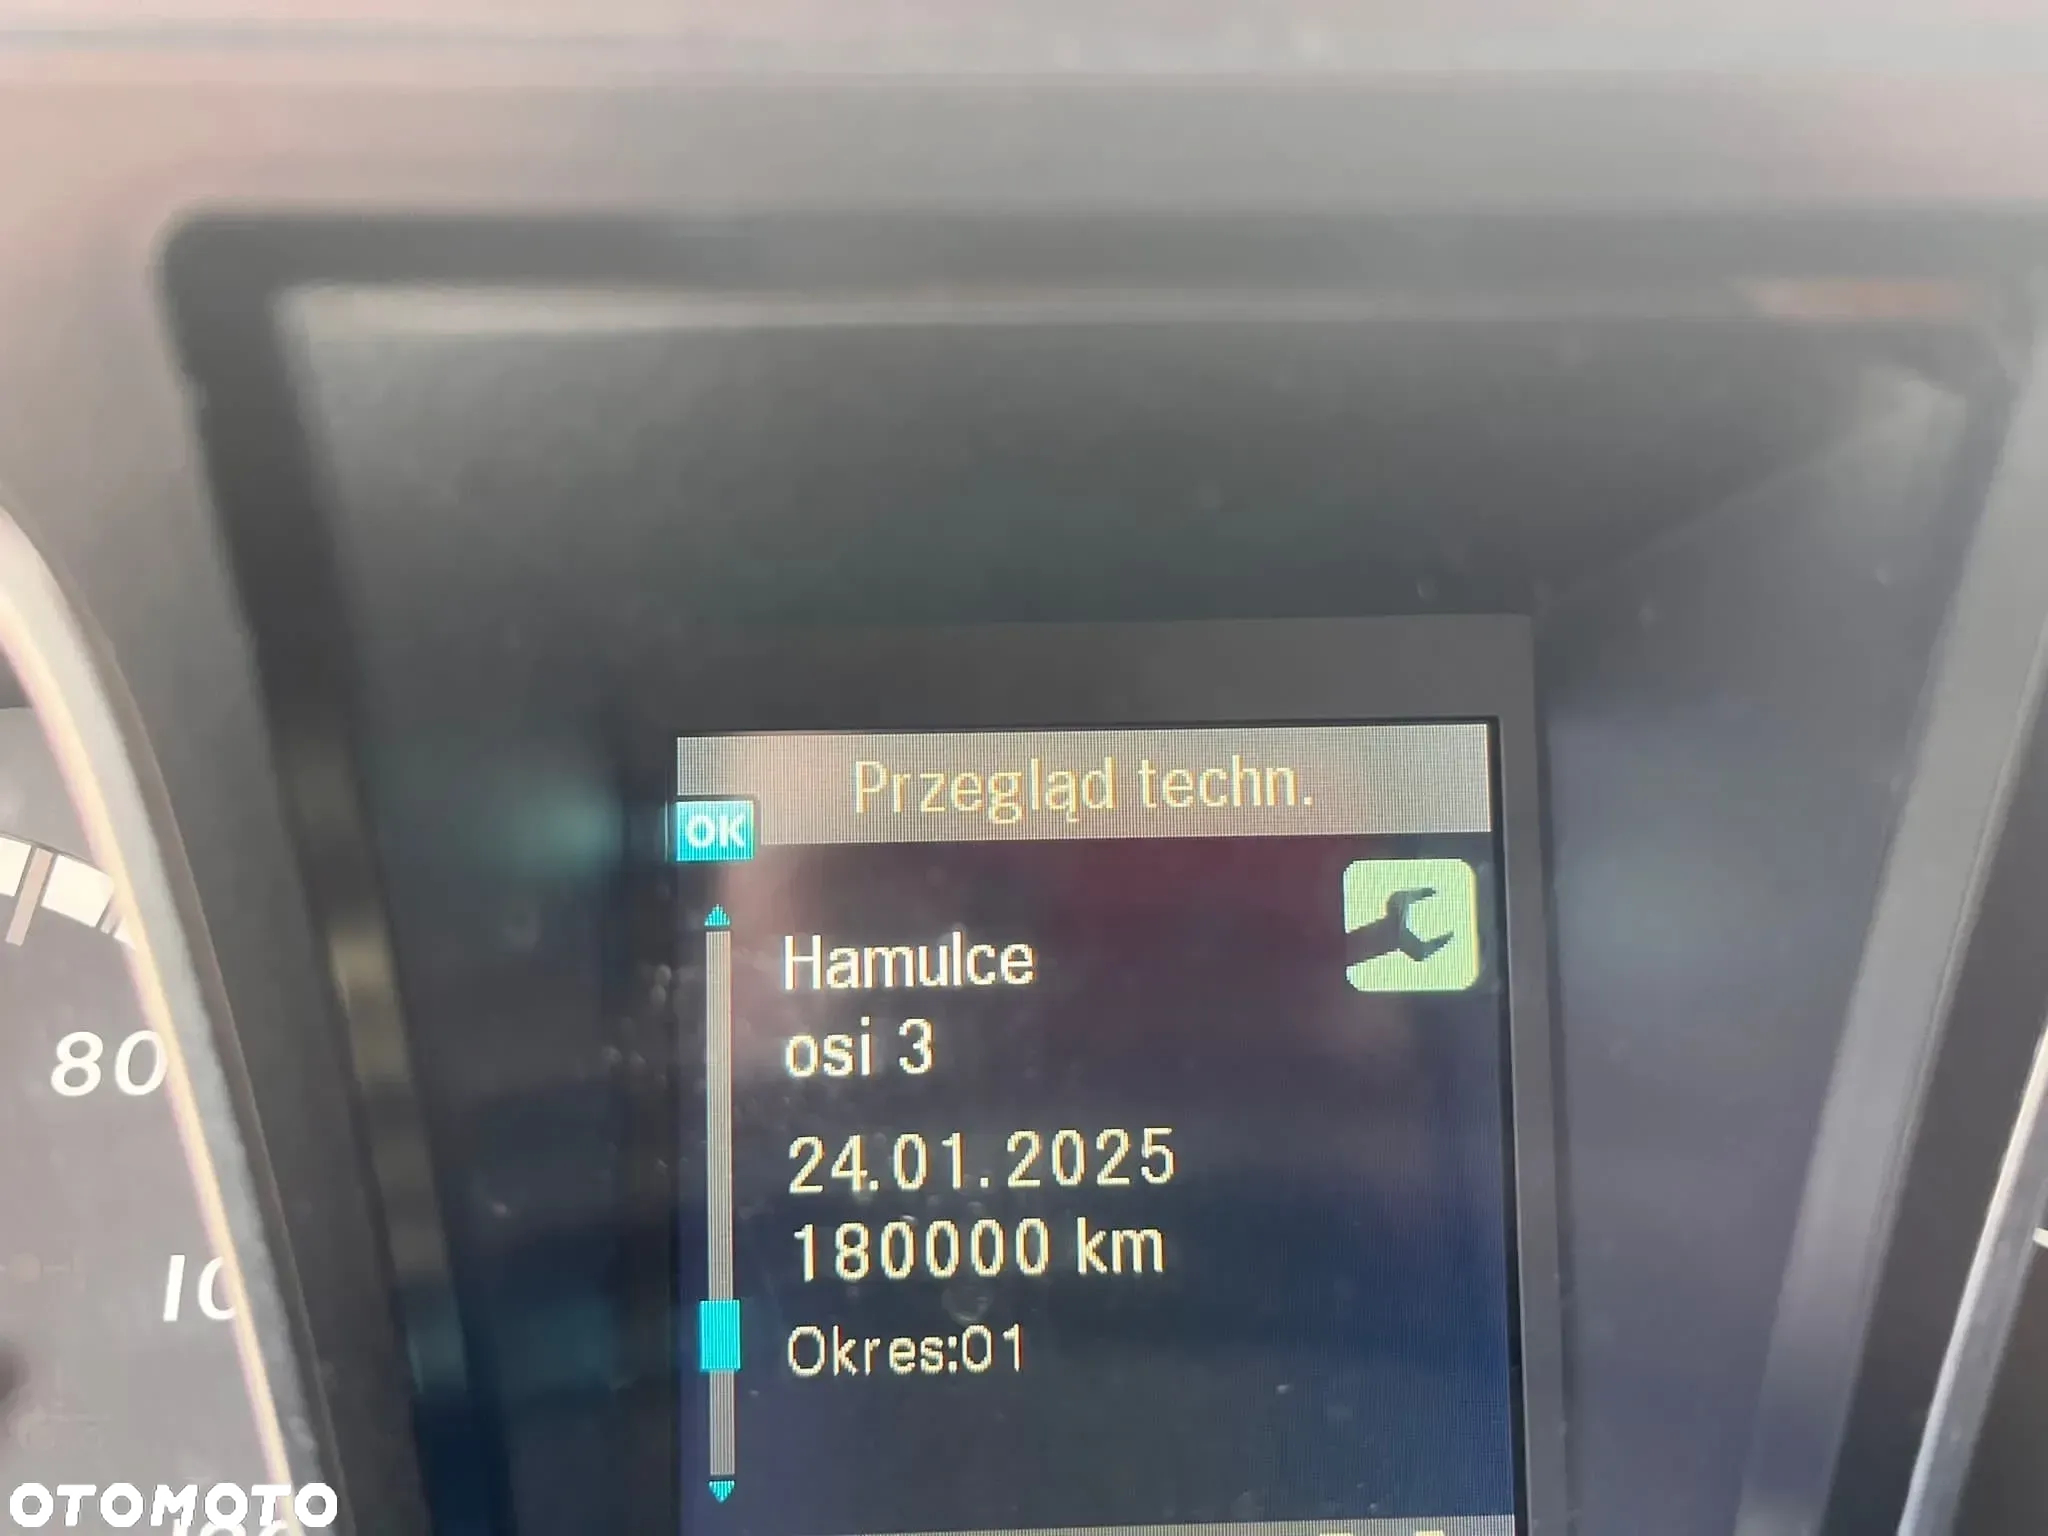 Przegląd techn.
OK
Hamulce
osi 3
24.01.2025
180000 km
Okres:01
80
OTOMOTO